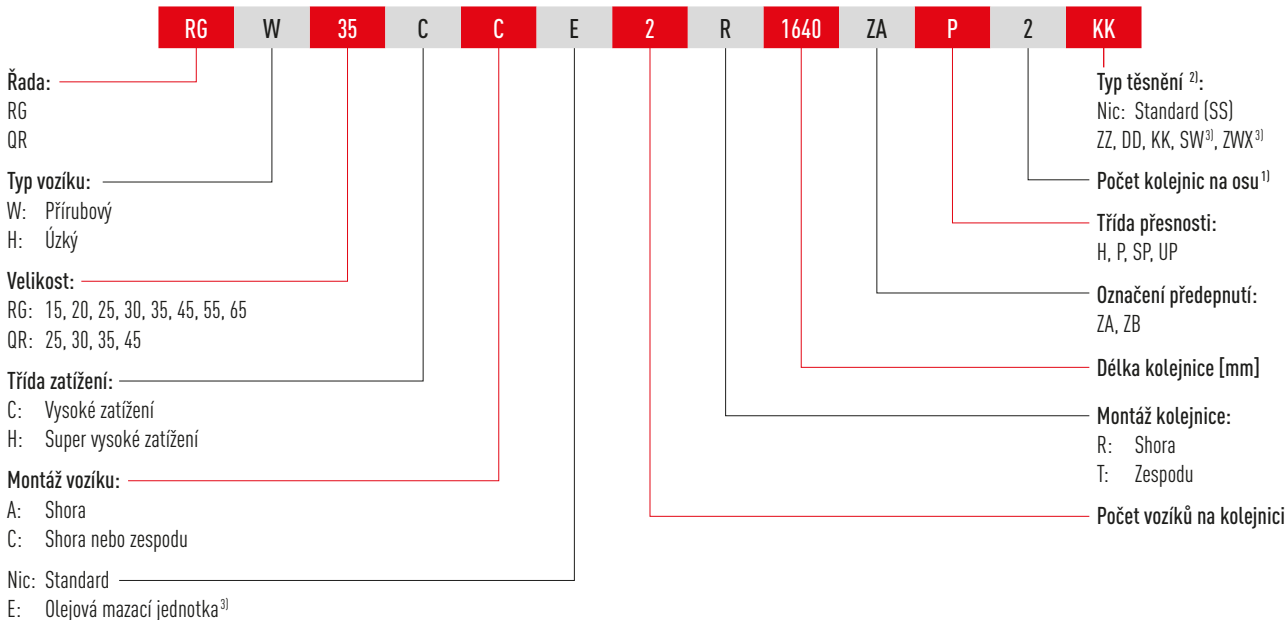 RG W 35 C C E 2 R 1640 ZA P 2 KK
Řada:
RG
QR
Typ vozíku:
W: Přírubový
H: Úzký
Velikost:
RG: 15, 20, 25, 30, 35, 45, 55, 65
QR: 25, 30, 35, 45
Třída zatížení:
C: Vysoké zatížení
H: Super vysoké zatížení
Montáž vozíku:
A: Shora
C: Shora nebo zespodu
Nic: Standard
E: Olejová mazací jednotka 3)
Typ těsnění 2):
Nic: Standard (SS)
ZZ, DD, KK, SW3), ZWX3)
Počet kolejnic na osu 1)
Třída přesnosti:
H, P, SP, UP
Označení předepnutí:
ZA, ZB
Délka kolejnice [mm]
Montáž kolejnice:
R: Shora
T: Zespodu
Počet vozíků na kolejnici